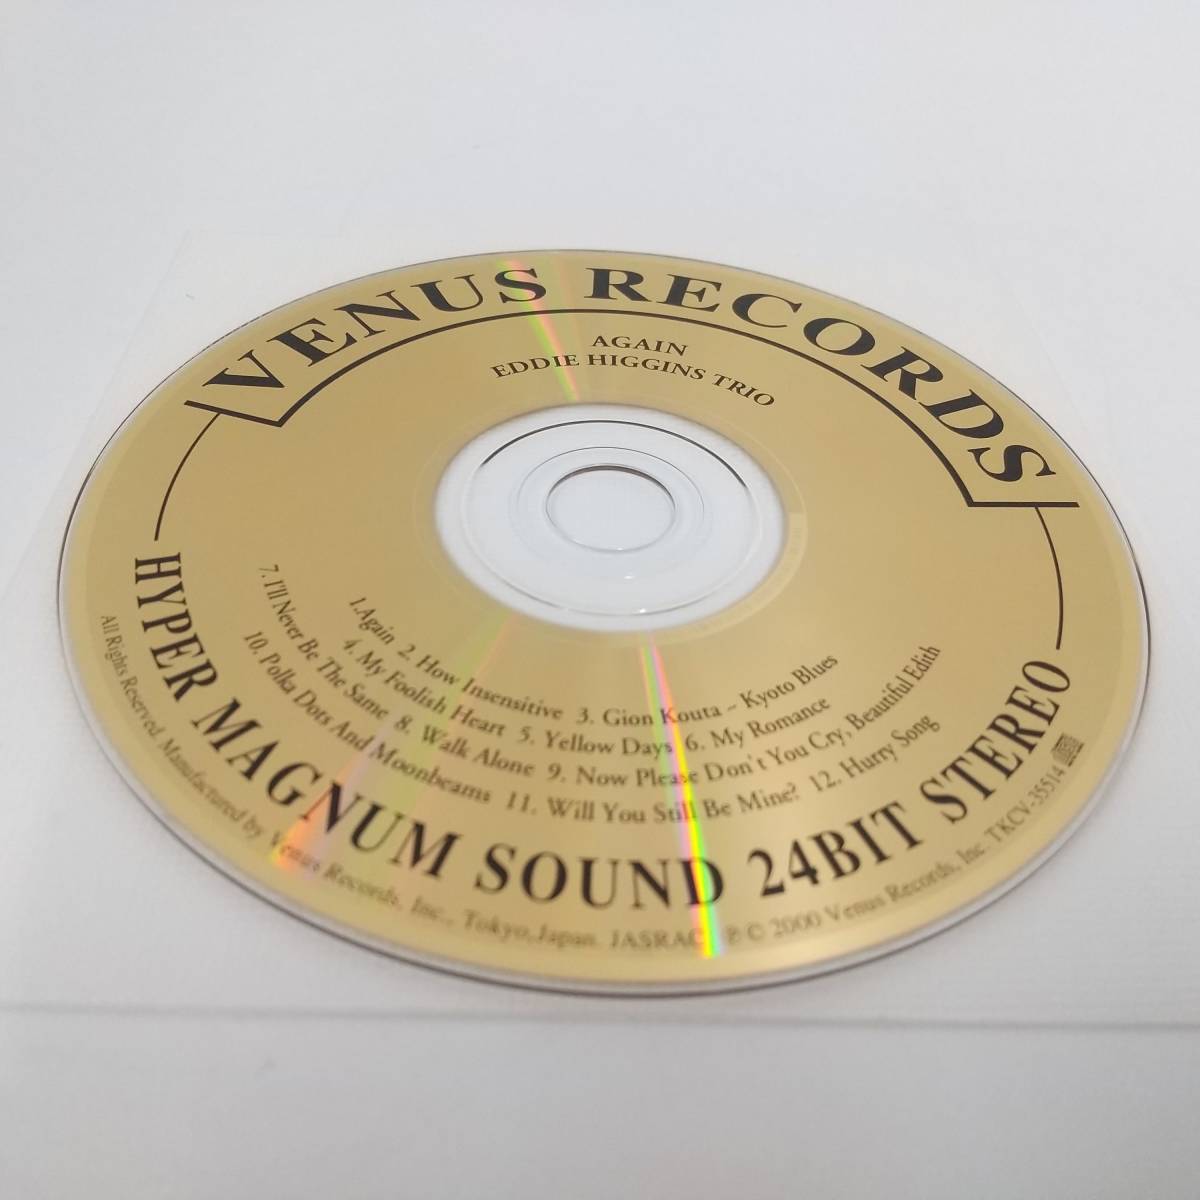 VENUS RECORDS
AGAIN
EDDIE HIGGINS TRIO
1.Again 2. How Insensitive 3. Gion Kouta ~ Kyoto Blues
4. My Foolish Heart 5. Yellow Days 6. My Romance
7. I'll Never Be The Same 8. Walk Alone 9. Now Please Don't You Cry, Beautiful Edith
10. Polka Dots And Moonbeams 11. Will You Still Be Mine? 12. Hurry Song
HYPER MAGNUM SOUND 24BIT STEREO
All Rights Reserved. Manufactured by Venus Records, Inc., Tokyo,Japan. JASRAC ℗ © 2000 Venus Records, Inc. TKCV-35514